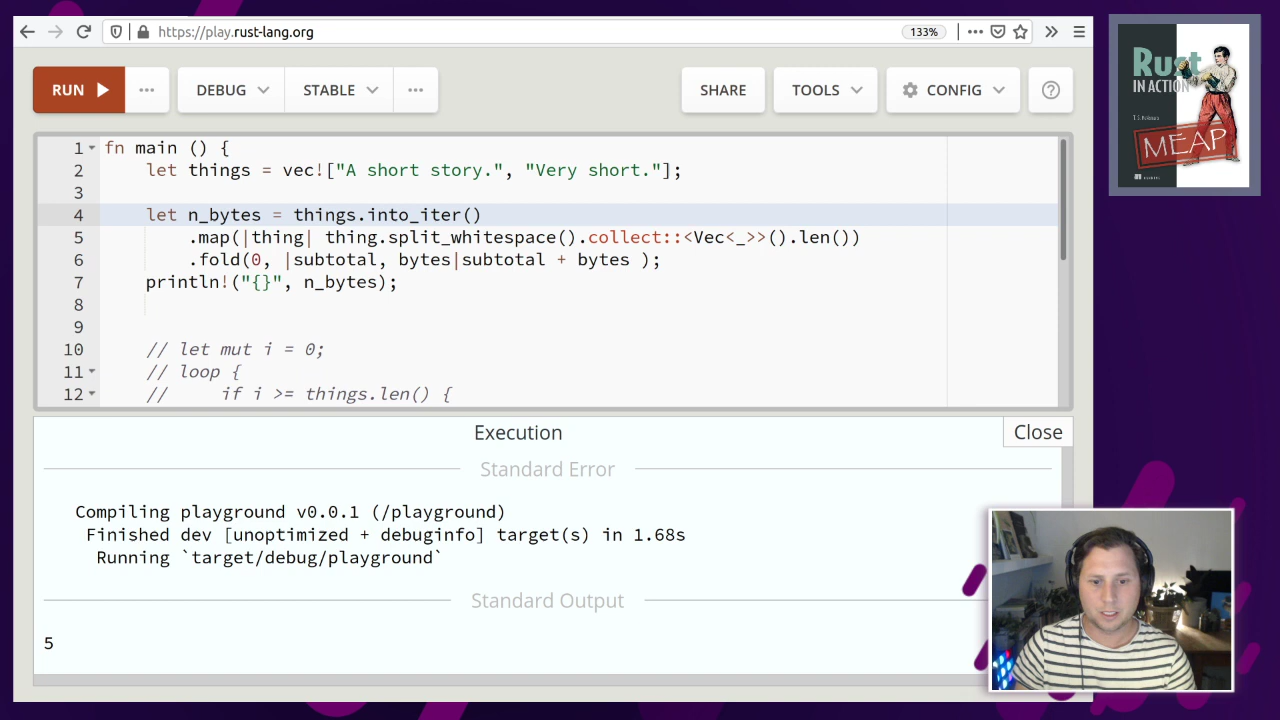 https://play.rust-lang.org
133%
RUN
DEBUG
STABLE
SHARE
TOOLS
CONFIG
1 fn main () {
2 let things = vec!["A short story.", "Very short."];
3
4 let n_bytes = things.into_iter()
5 .map(|thing| thing.split_whitespace().collect::<Vec<_>>().len())
6 .fold(0, |subtotal, bytes|subtotal + bytes );
7 println!("{}", n_bytes);
8
9
10 // let mut i = 0;
11 // loop {
12 // if i >= things.len() {
Execution
Close
Standard Error
Compiling playground v0.0.1 (/playground)
Finished dev [unoptimized + debuginfo] target(s) in 1.68s
Running `target/debug/playground`
Standard Output
5
Rust
IN ACTION
MEAP